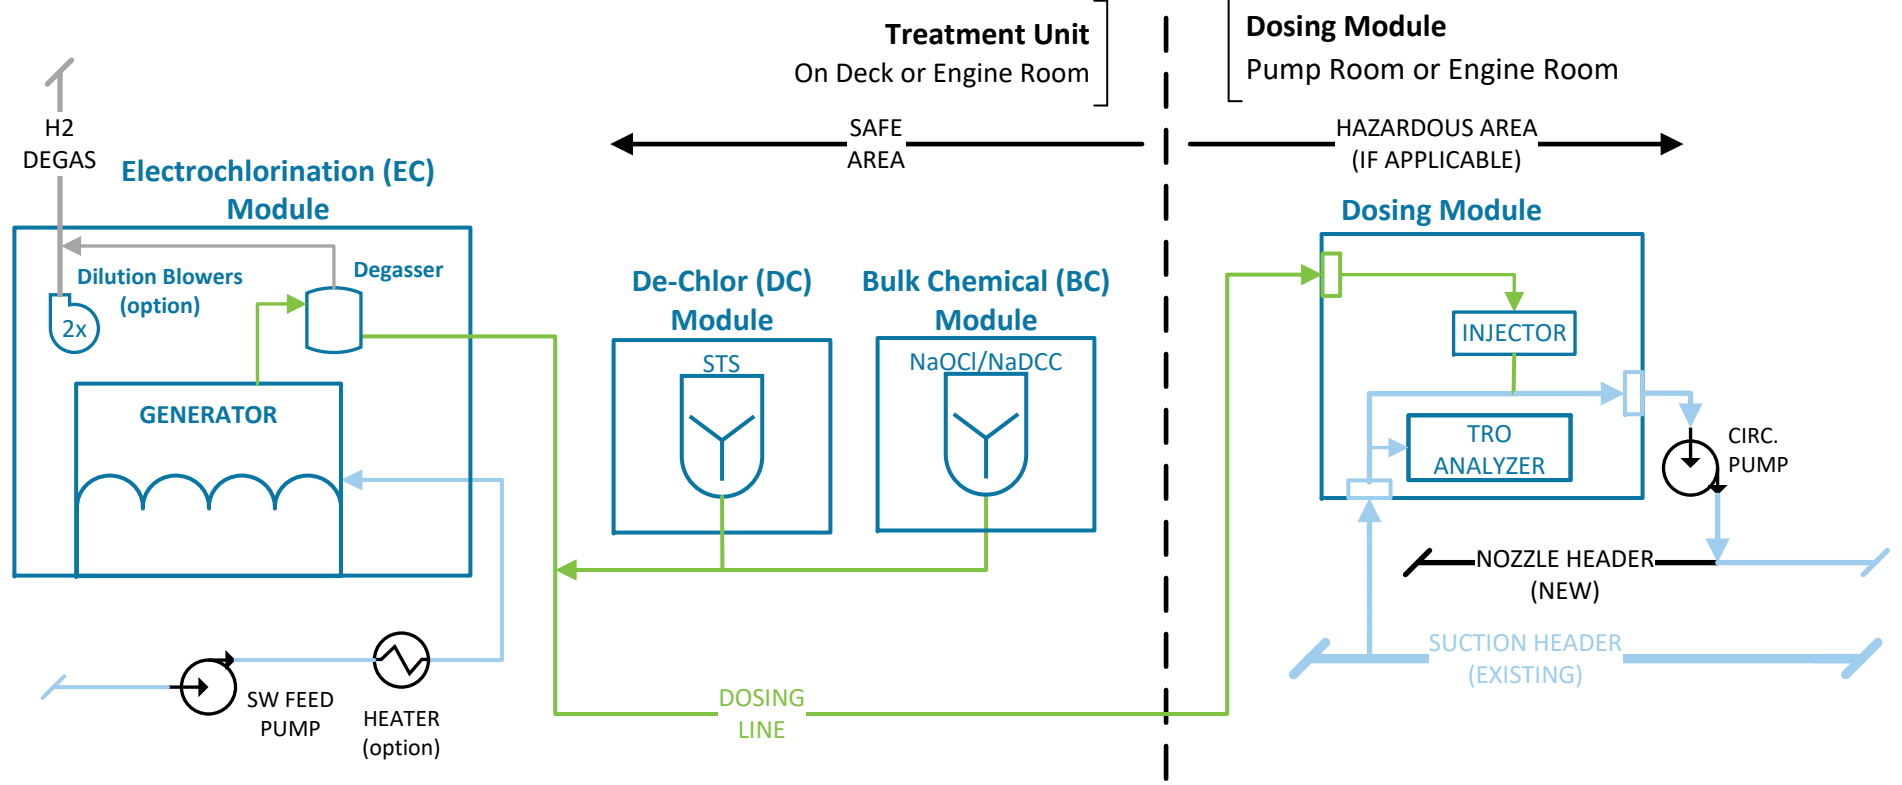 Treatment Unit
On Deck or Engine Room
Dosing Module
Pump Room or Engine Room
SAFE
AREA
HAZARDOUS AREA
(IF APPLICABLE)
H2
DEGAS
Electrochlorination (EC)
Module
Dilution Blowers
(option)
2x
Degasser
GENERATOR
SW FEED
PUMP
HEATER
(option)
De-Chlor (DC)
Module
STS
Bulk Chemical (BC)
Module
NaOCl/NaDCC
DOSING
LINE
Dosing Module
INJECTOR
TRO
ANALYZER
CIRC.
PUMP
NOZZLE HEADER
(NEW)
SUCTION HEADER
(EXISTING)